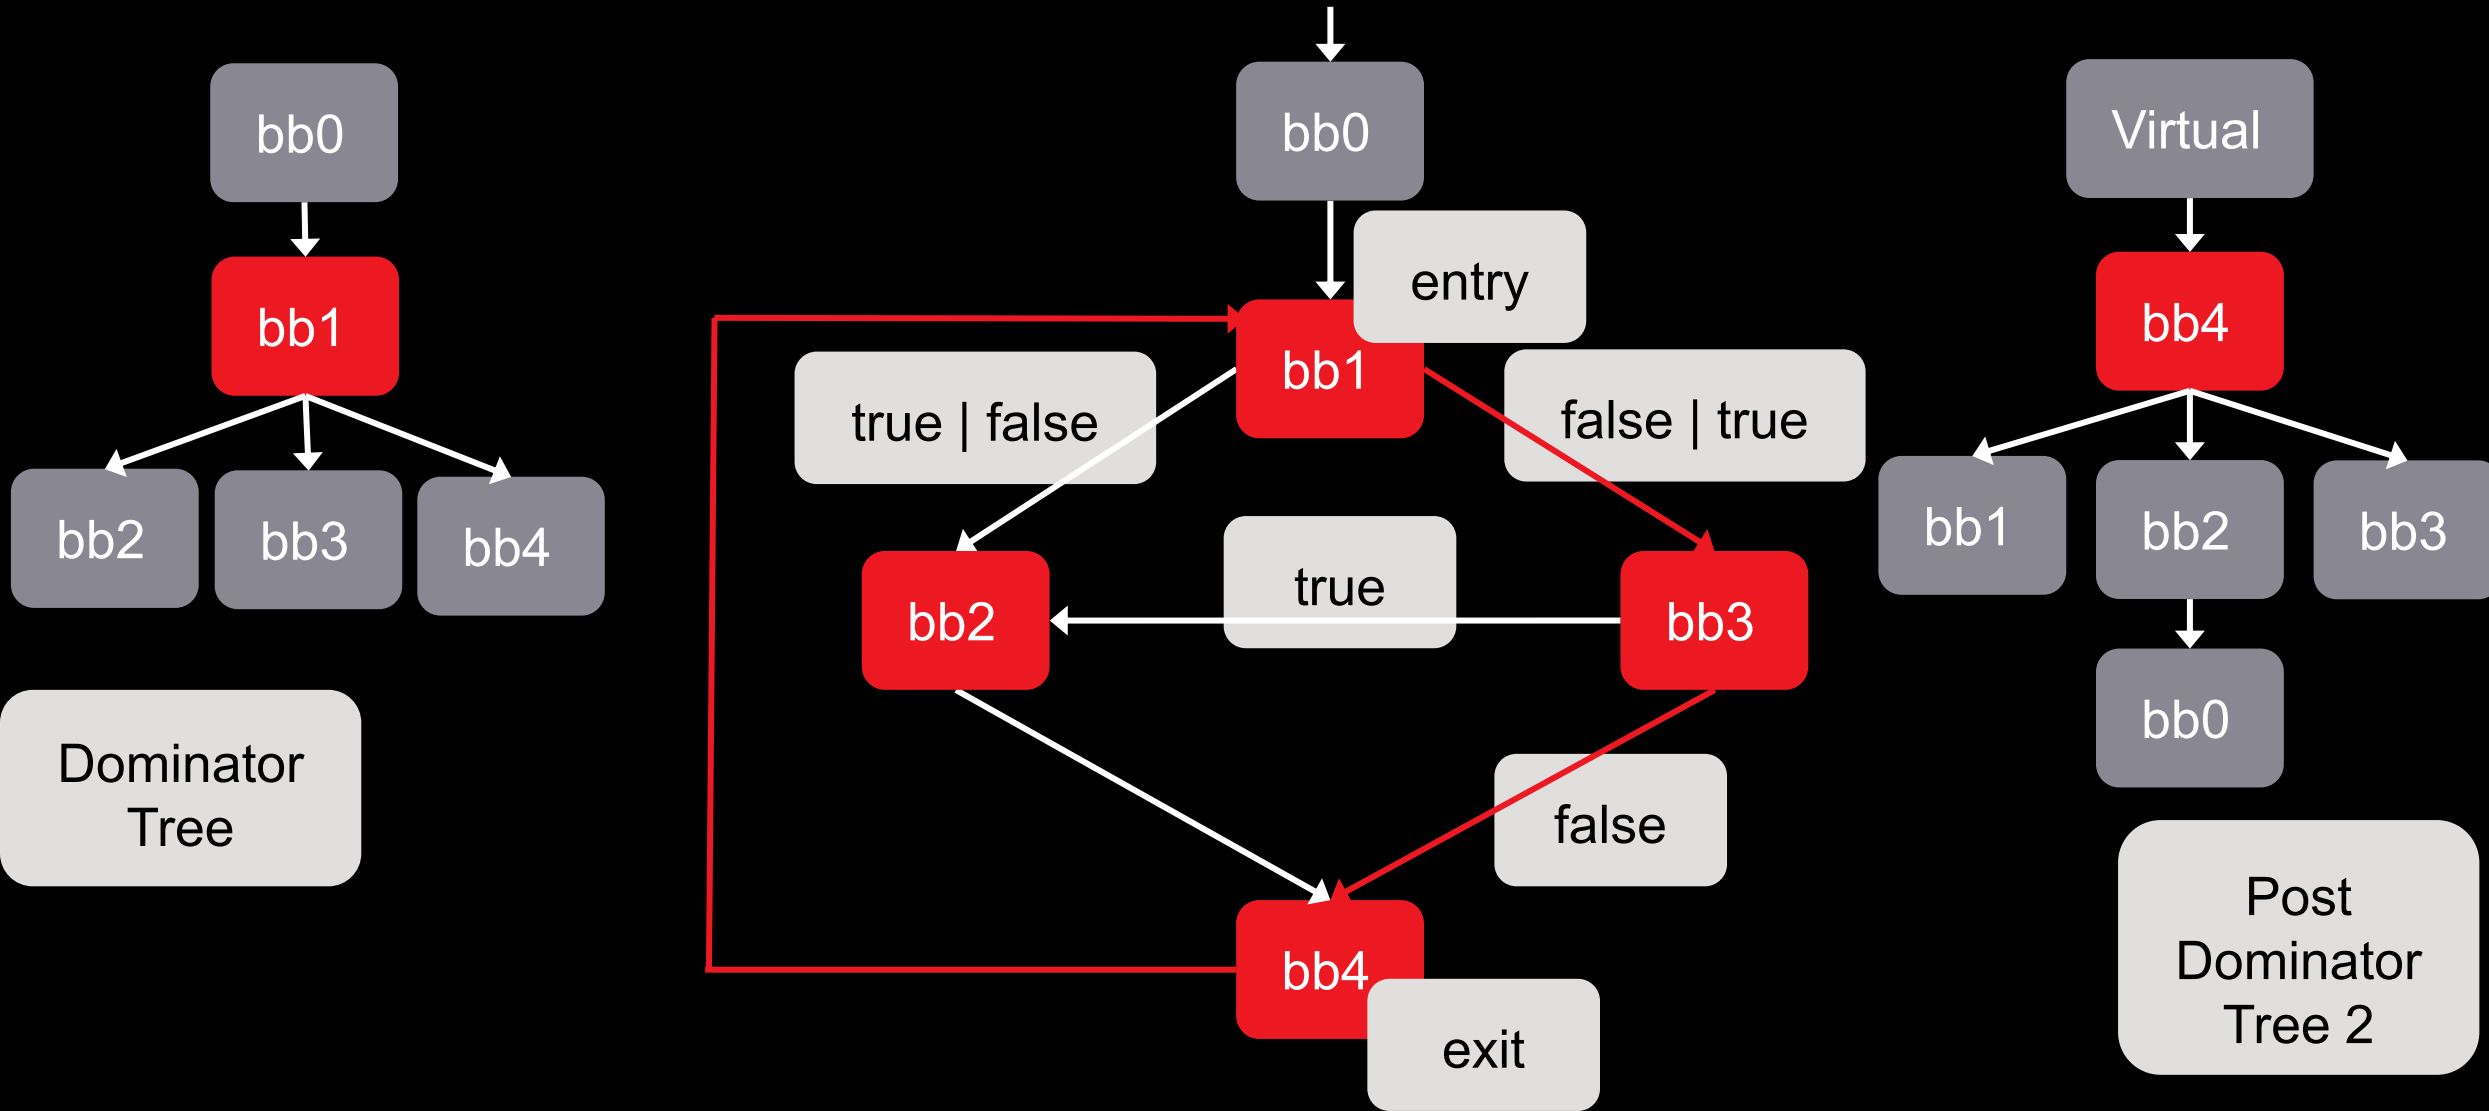 bb0
bb1
bb2
bb3
bb4
Dominator
Tree
bb0
entry
bb1
true | false
false | true
true
bb2
bb3
false
bb4
exit
Virtual
bb4
bb1
bb2
bb3
bb0
Post
Dominator
Tree 2